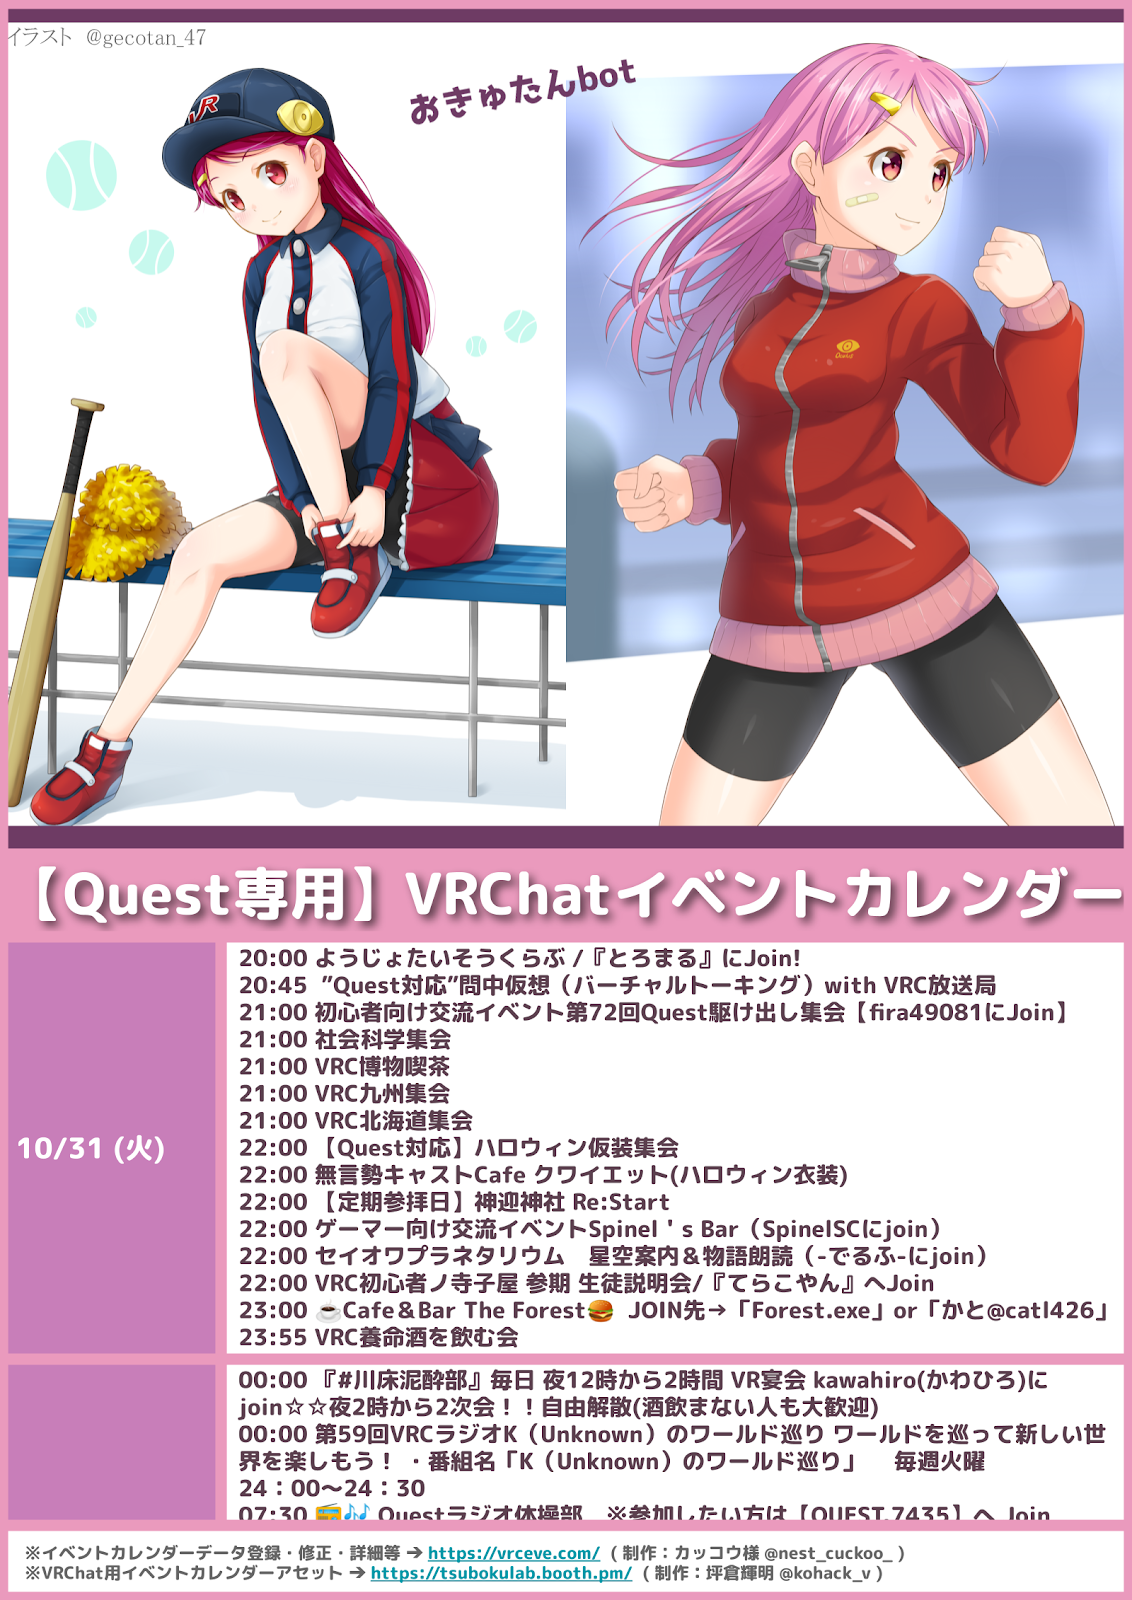 イラスト @gecotan_47
おきゅたんbot
VR
Quest
【Quest専用】VRChatイベントカレンダー
10/31 (火)
20:00 ようじょたいそうくらぶ /『とろまる』にJoin!
20:45 ”Quest対応”問中仮想（バーチャルトーキング）with VRC放送局
21:00 初心者向け交流イベント第72回Quest駆け出し集会【fira49081にJoin】
21:00 社会科学集会
21:00 VRC博物喫茶
21:00 VRC九州集会
21:00 VRC北海道集会
22:00 【Quest対応】ハロウィン仮装集会
22:00 無言勢キャストCafe クワイエット(ハロウィン衣装)
22:00 【定期参拝日】神迎神社 Re:Start
22:00 ゲーマー向け交流イベントSpinel ' s Bar（SpinelSCにjoin）
22:00 セイオワプラネタリウム　星空案内＆物語朗読（-でるふ-にjoin）
22:00 VRC初心者ノ寺子屋 参期 生徒説明会/『てらこやん』へJoin
23:00 ☕Cafe＆Bar The Forest🍔 JOIN先→「Forest.exe」or「かと@catl426」
23:55 VRC養命酒を飲む会
00:00 『#川床泥酔部』毎日 夜12時から2時間 VR宴会 kawahiro(かわひろ)に
join☆☆夜2時から2次会！！自由解散(酒飲まない人も大歓迎)
00:00 第59回VRCラジオK（Unknown）のワールド巡り ワールドを巡って新しい世
界を楽しもう！ ・番組名「K（Unknown）のワールド巡り」　毎週火曜
24：00～24：30
07:30 📻🎶 Questラジオ体操部　※参加したい方は【QUEST.7435】へ Join
※イベントカレンダーデータ登録・修正・詳細等 ➔ https://vrceve.com/ （制作：カッコウ様 @nest_cuckoo_ ）
※VRChat用イベントカレンダーアセット ➔ https://tsubokulab.booth.pm/ （制作：坪倉輝明 @kohack_v ）